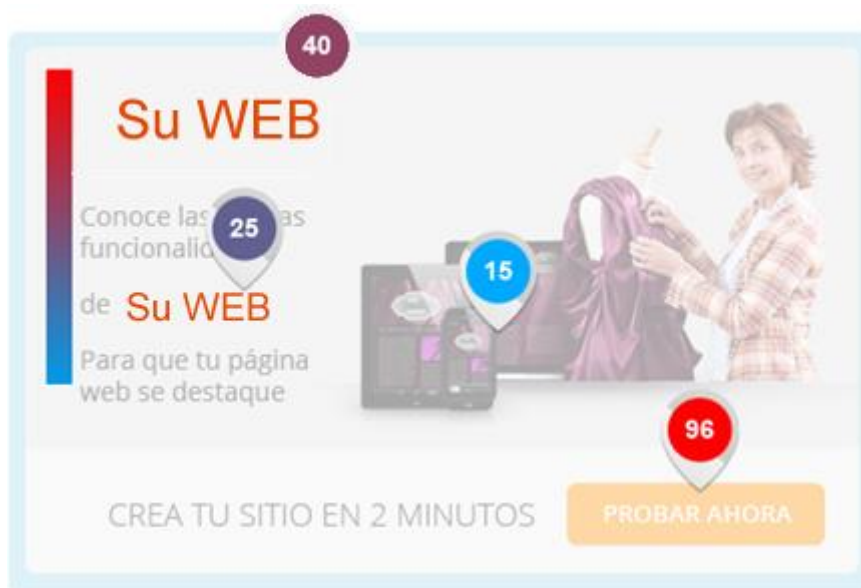 40
Su WEB
Conoce las
25
funcionalid
15
de Su WEB
Para que tu página
web se destaque
96
CREA TU SITIO EN 2 MINUTOS
PROBAR AHORA